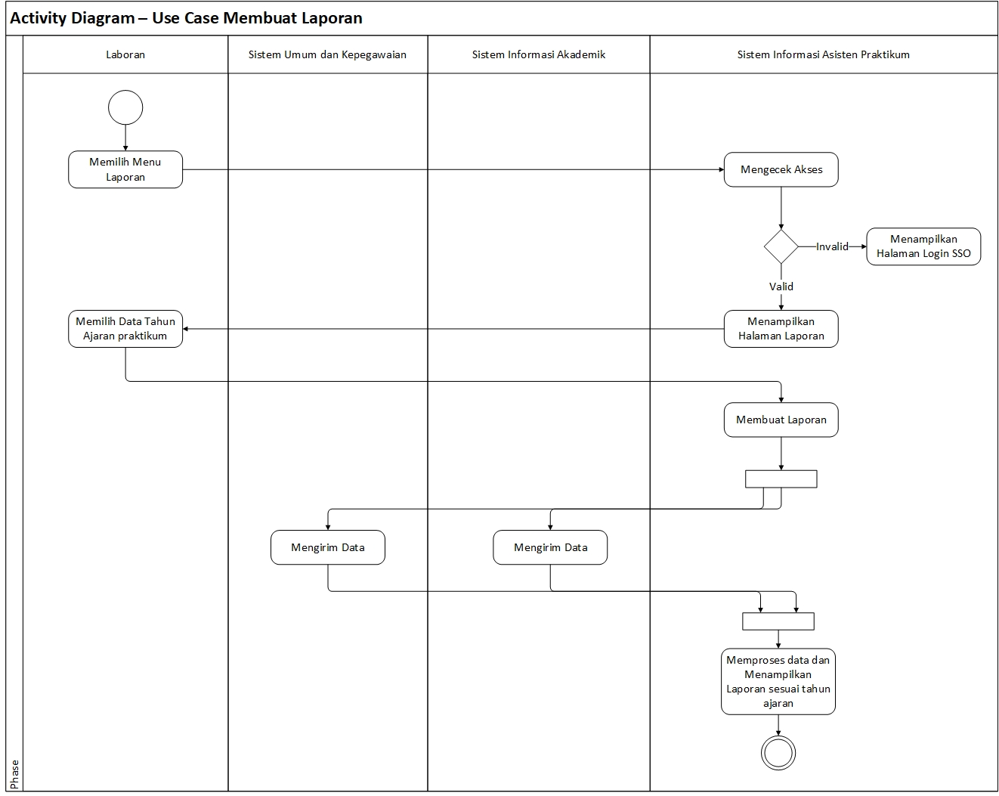 Activity Diagram – Use Case Membuat Laporan
Laboran
Sistem Umum dan Kepegawaian
Sistem Informasi Akademik
Sistem Informasi Asisten Praktikum
Memilih Menu
Laporan
Mengecek Akses
Invalid
Menampilkan
Halaman Login SSO
Valid
Memilih Data Tahun
Ajaran praktikum
Menampilkan
Halaman Laporan
Membuat Laporan
Mengirim Data
Mengirim Data
Memproses data dan
Menampilkan
Laporan sesuai tahun
ajaran
Phase